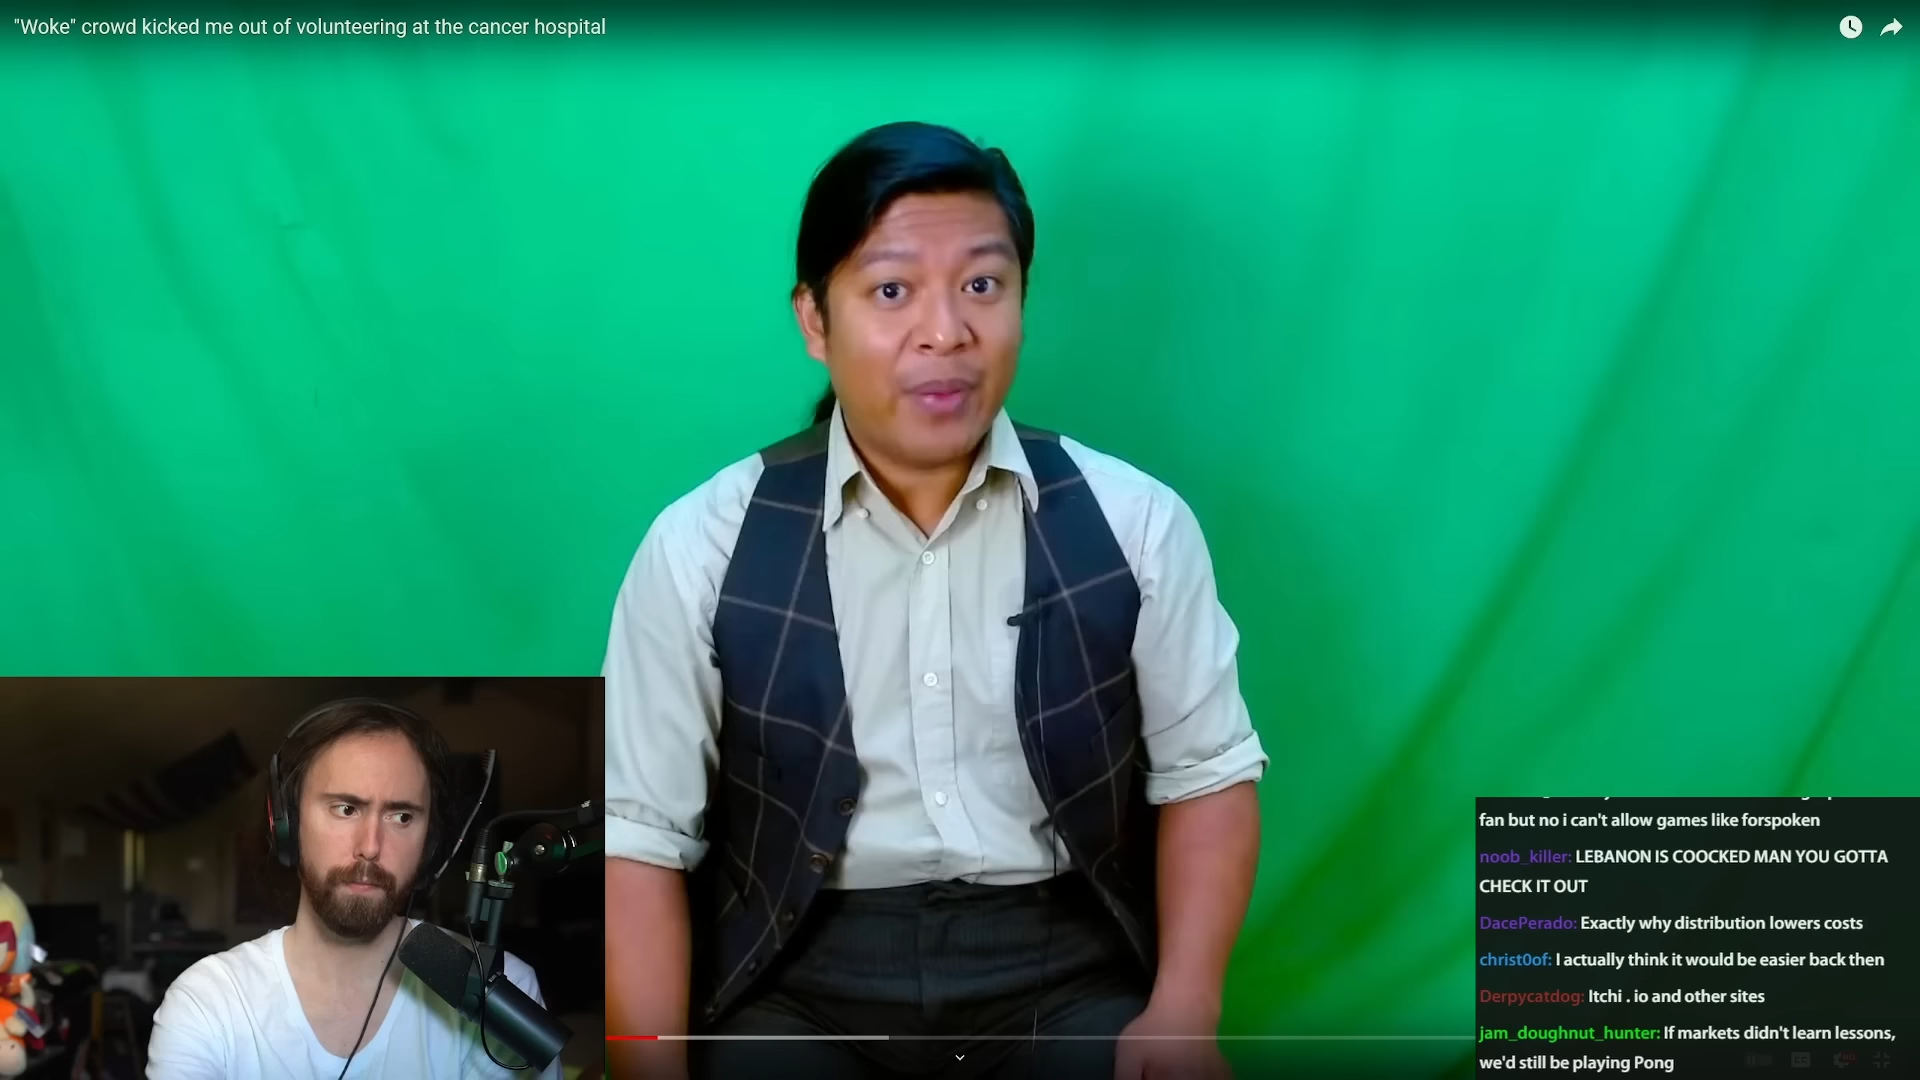 "Woke" crowd kicked me out of volunteering at the cancer hospital
fan but no i can't allow games like forspoken
noob_killer: LEBANON IS COOCKED MAN YOU GOTTA
CHECK IT OUT
DacePerado: Exactly why distribution lowers costs
christ0of: I actually think it would be easier back then
Derpycatdog: Itchi . io and other sites
jam_doughnut_hunter: If markets didn't learn lessons,
we'd still be playing Pong